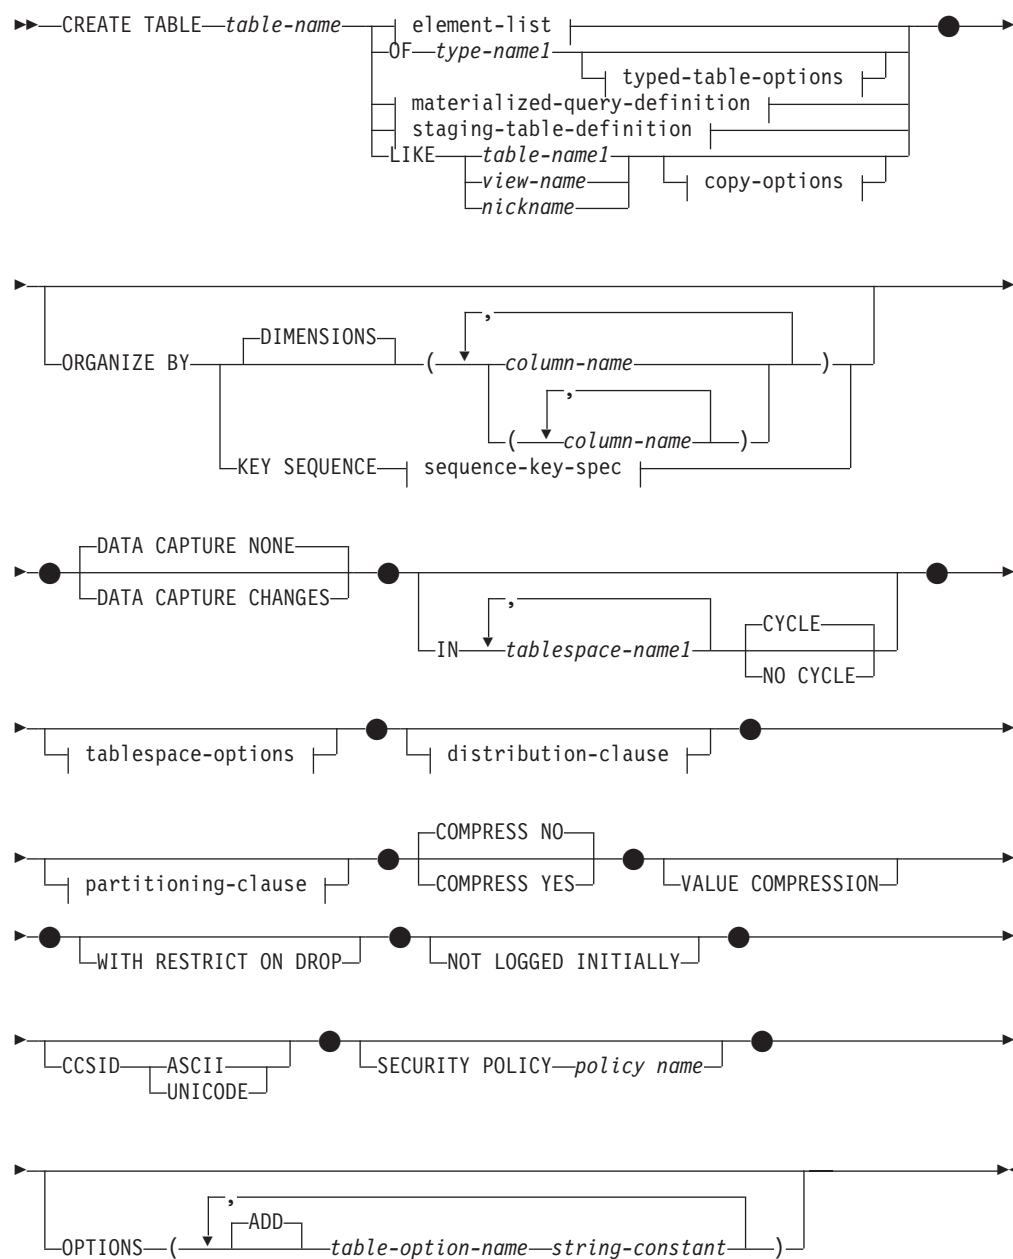 CREATE TABLE table-name element-list
OF type-name1
typed-table-options
materialized-query-definition
staging-table-definition
LIKE table-name1
view-name copy-options
nickname
,
DIMENSIONS
ORGANIZE BY ( column-name )
,
( column-name )
KEY SEQUENCE sequence-key-spec
DATA CAPTURE NONE
DATA CAPTURE CHANGES
,
CYCLE
IN tablespace-name1
NO CYCLE
tablespace-options distribution-clause
COMPRESS NO
partitioning-clause COMPRESS YES VALUE COMPRESSION
WITH RESTRICT ON DROP NOT LOGGED INITIALLY
CCSID ASCII SECURITY POLICY policy name
UNICODE
,
ADD
OPTIONS ( table-option-name string-constant )